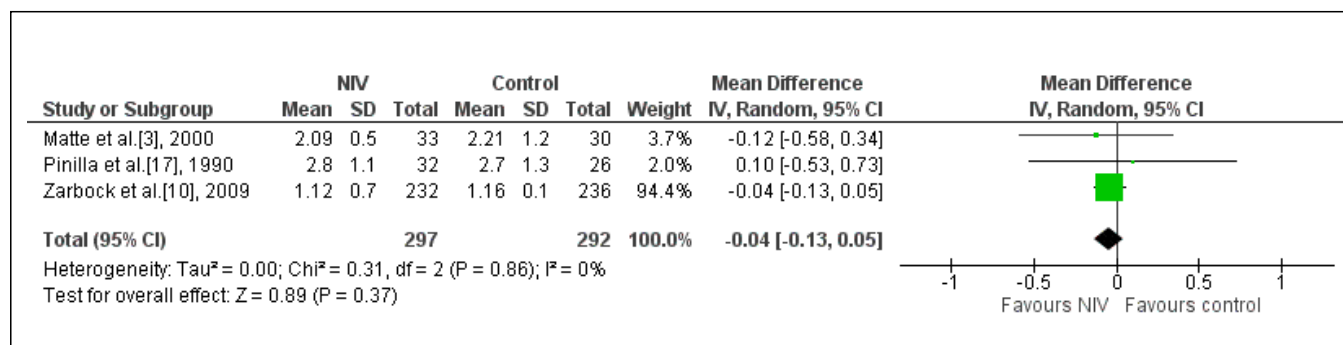 NIV Control Mean Difference Mean Difference
Study or Subgroup Mean SD Total Mean SD Total Weight IV, Random, 95% CI IV, Random, 95% CI
Matte et al.[3], 2000 2.09 0.5 33 2.21 1.2 30 3.7% -0.12 [-0.58, 0.34]
Pinilla et al.[17], 1990 2.8 1.1 32 2.7 1.3 26 2.0% 0.10 [-0.53, 0.73]
Zarbock et al.[10], 2009 1.12 0.7 232 1.16 0.1 236 94.4% -0.04 [-0.13, 0.05]
Total (95% CI) 297 292 100.0% -0.04 [-0.13, 0.05]
Heterogeneity: Tau² = 0.00; Chi² = 0.31, df = 2 (P = 0.86); I² = 0%
Test for overall effect: Z = 0.89 (P = 0.37)
-1 -0.5 0 0.5 1
Favours NIV Favours control